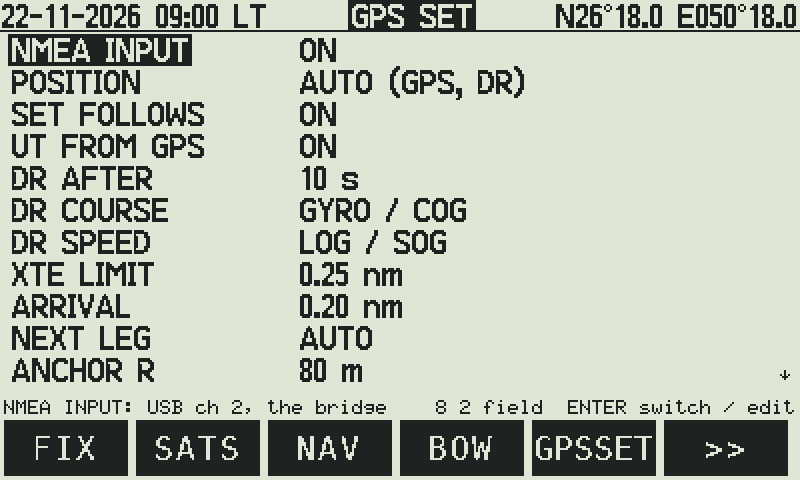 22-11-2026 09:00 LT GPS SET N26°18.0 E050°18.0
NMEA INPUT ON
POSITION AUTO (GPS, DR)
SET FOLLOWS ON
UT FROM GPS ON
DR AFTER 10 s
DR COURSE GYRO / COG
DR SPEED LOG / SOG
XTE LIMIT 0.25 nm
ARRIVAL 0.20 nm
NEXT LEG AUTO
ANCHOR R 80 m ↓
NMEA INPUT: USB ch 2, the bridge 8 2 field ENTER switch / edit
FIX SATS NAV BOW GPSSET >>